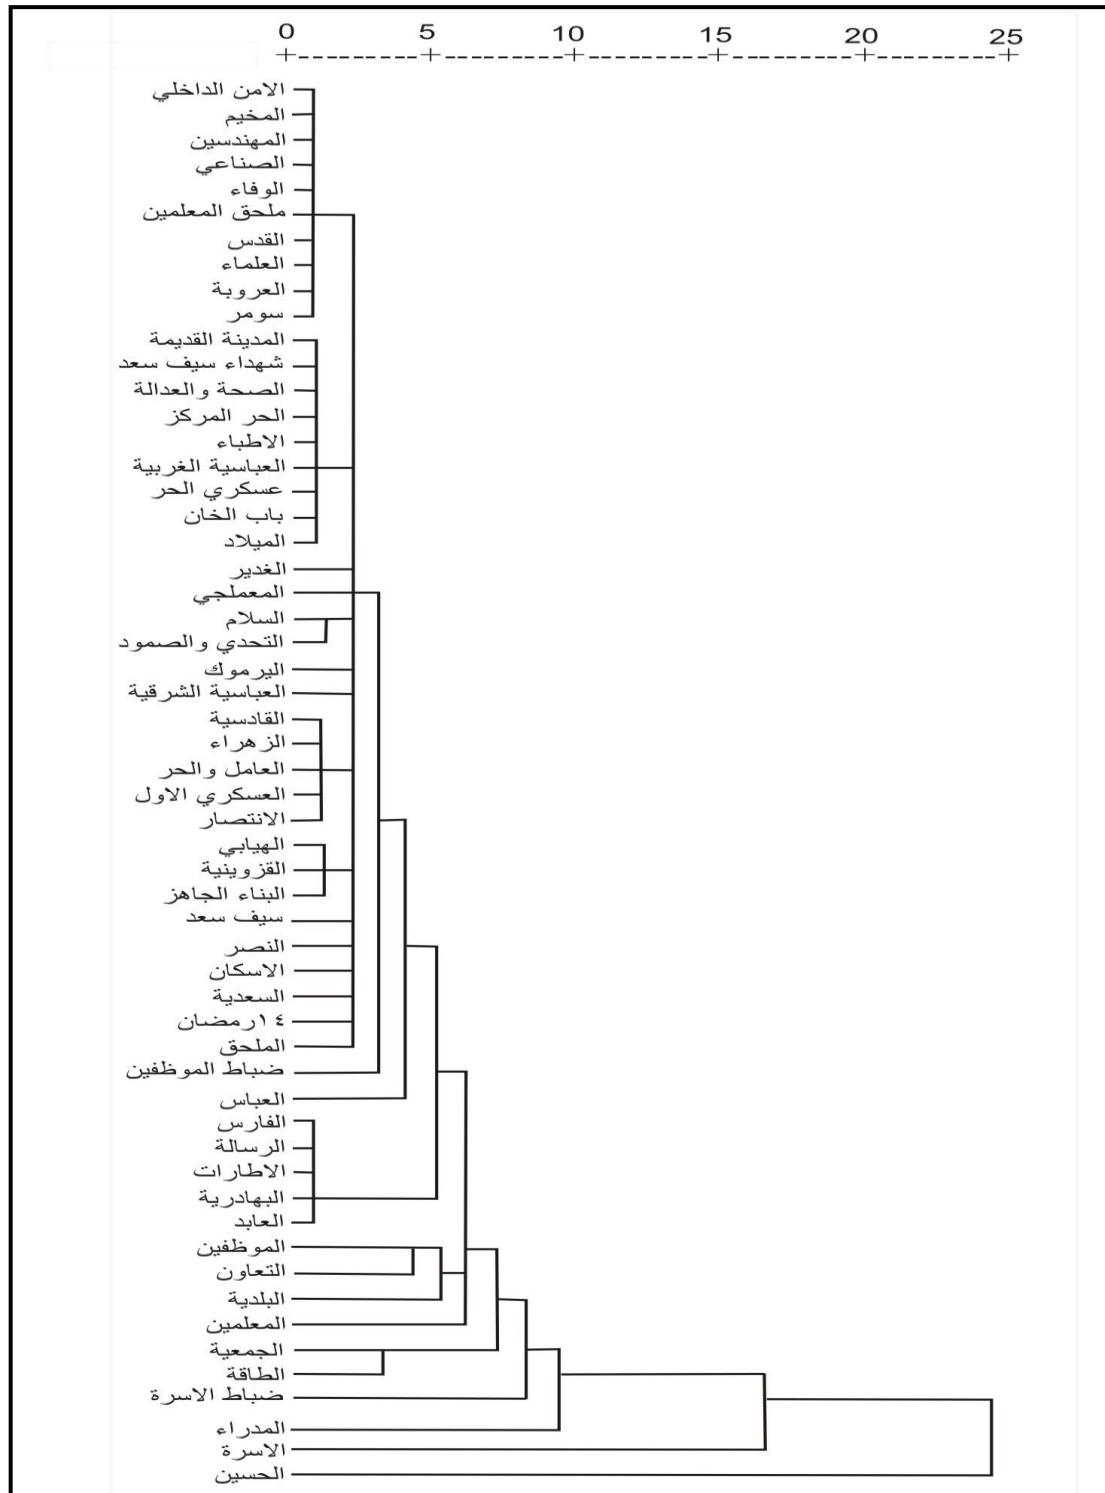 0 5 10 15 20 25
الامن الداخلي
المخيم
المهندسين
الصناعي
الوفاء
ملحق المعلمين
القدس
العلماء
العروبة
سومر
المدينة القديمة
شهداء سيف سعد
الصحة والعدالة
الحر المركز
الاطباء
العباسية الغربية
عسكري الحر
باب الخان
الميلاد
الغدير
المعملجي
السلام
التحدي والصمود
اليرموك
العباسية الشرقية
القادسية
الزهراء
العامل والحر
العسكري الاول
الانتصار
الهيابي
القزوينية
البناء الجاهز
سيف سعد
النصر
الاسكان
السعدية
١٤رمضان
الملحق
ضباط الموظفين
العباس
الفارس
الرسالة
الاطارات
البهادرية
العابد
الموظفين
التعاون
البلدية
المعلمين
الجمعية
الطاقة
ضباط الاسرة
المدراء
الاسرة
الحسين